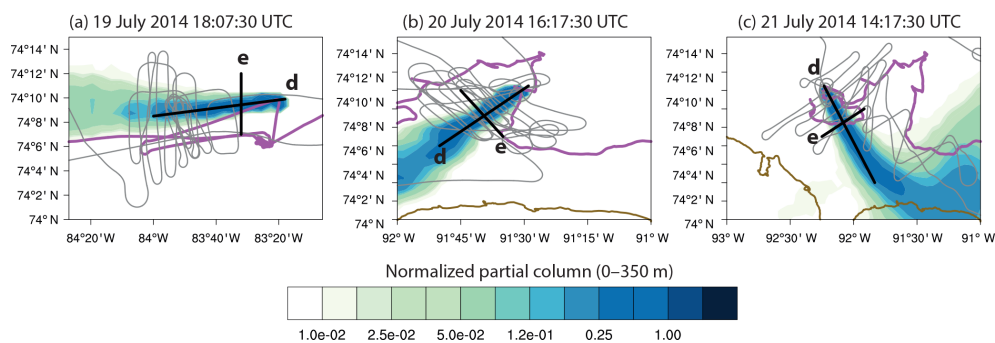 (a) 19 July 2014 18:07:30 UTC
74°14' N
74°12' N
74°10' N
74°8' N
74°6' N
74°4' N
74°2' N
74° N
84°20' W
84° W
83°40' W
83°20' W
e
d
(b) 20 July 2014 16:17:30 UTC
74°14' N
74°12' N
74°10' N
74°8' N
74°6' N
74°4' N
74°2' N
74° N
92° W
91°45' W
91°30' W
91°15' W
91° W
d
e
(c) 21 July 2014 14:17:30 UTC
74°14' N
74°12' N
74°10' N
74°8' N
74°6' N
74°4' N
74°2' N
74° N
93° W
92°30' W
92° W
91°30' W
91° W
d
e
Normalized partial column (0–350 m)
1.0e-02 2.5e-02 5.0e-02 1.2e-01 0.25 1.00